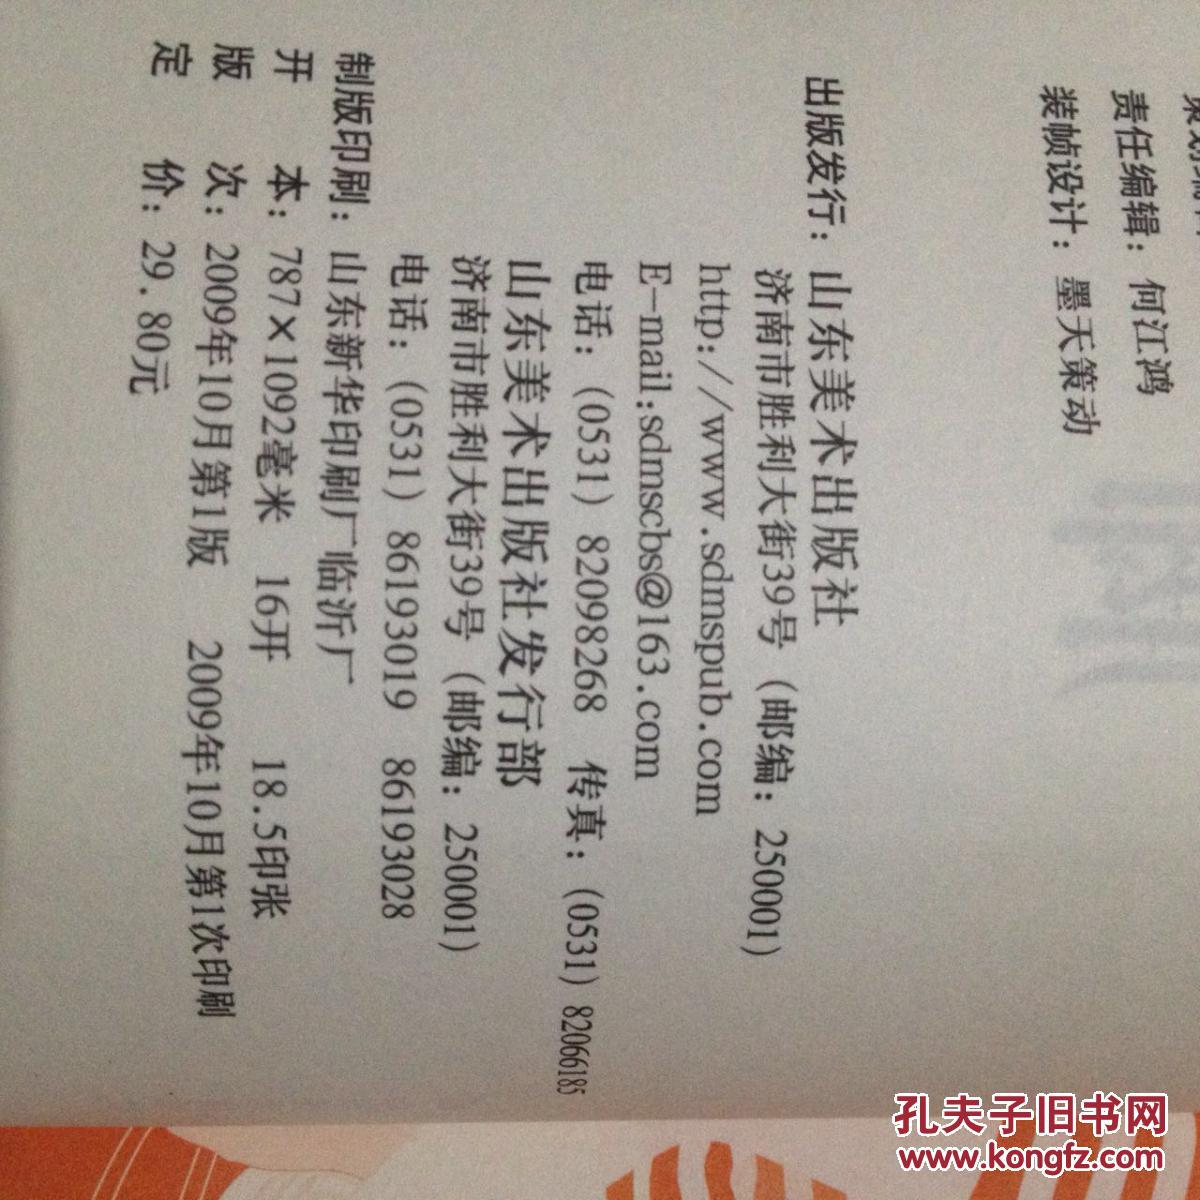 责任编辑：何江鸿
装帧设计：墨天策动
出版发行：山东美术出版社
济南市胜利大街39号（邮编：250001）
http://www.sdmspub.com
E-mail:sdmscbs@163.com
电话：（0531）82098268 传真：（0531）82066185
山东美术出版社发行部
济南市胜利大街39号（邮编：250001）
电话：（0531）86193019 86193028
制版印刷：山东新华印刷厂临沂厂
开 本：787×1092毫米 16开 18.5印张
版 次：2009年10月第1版 2009年10月第1次印刷
定 价：29.80元
孔夫子旧书网
www.kongfz.com